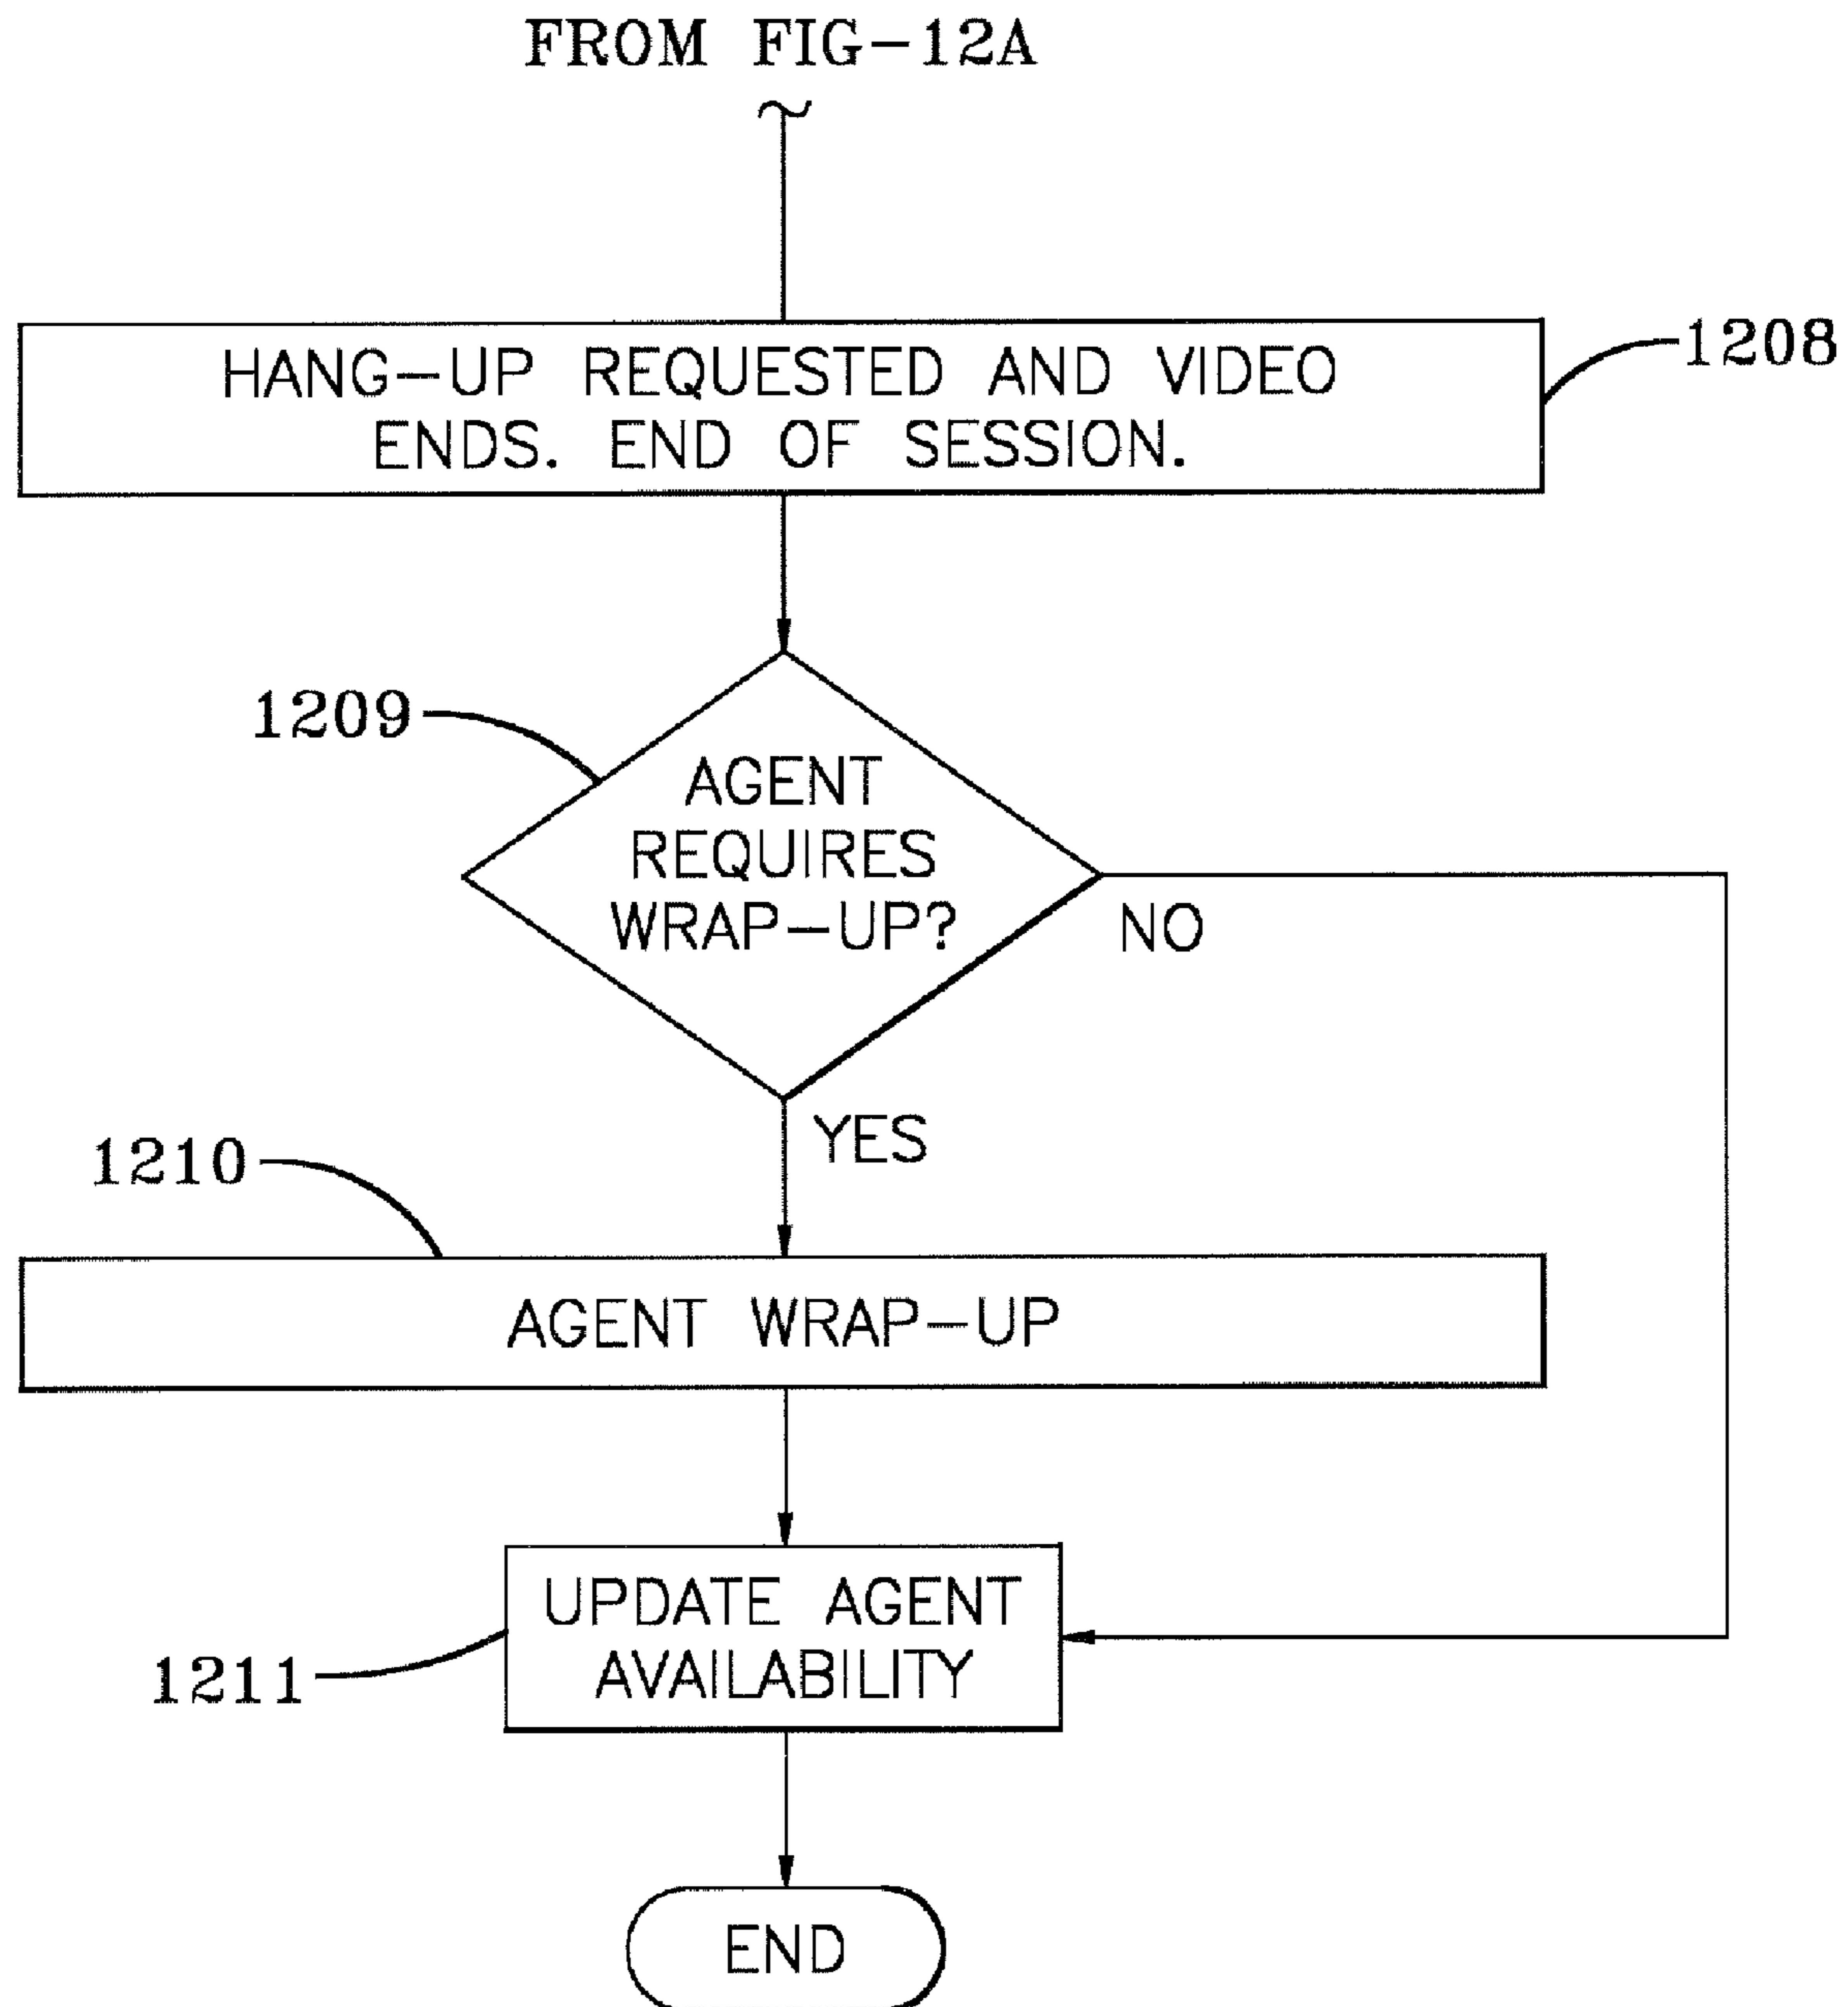 FROM FIG-12A
HANG-UP REQUESTED AND VIDEO
ENDS. END OF SESSION.
1208
1209
AGENT
REQUIRES
WRAP-UP?
NO
YES
1210
AGENT WRAP-UP
UPDATE AGENT
AVAILABILITY
1211
END